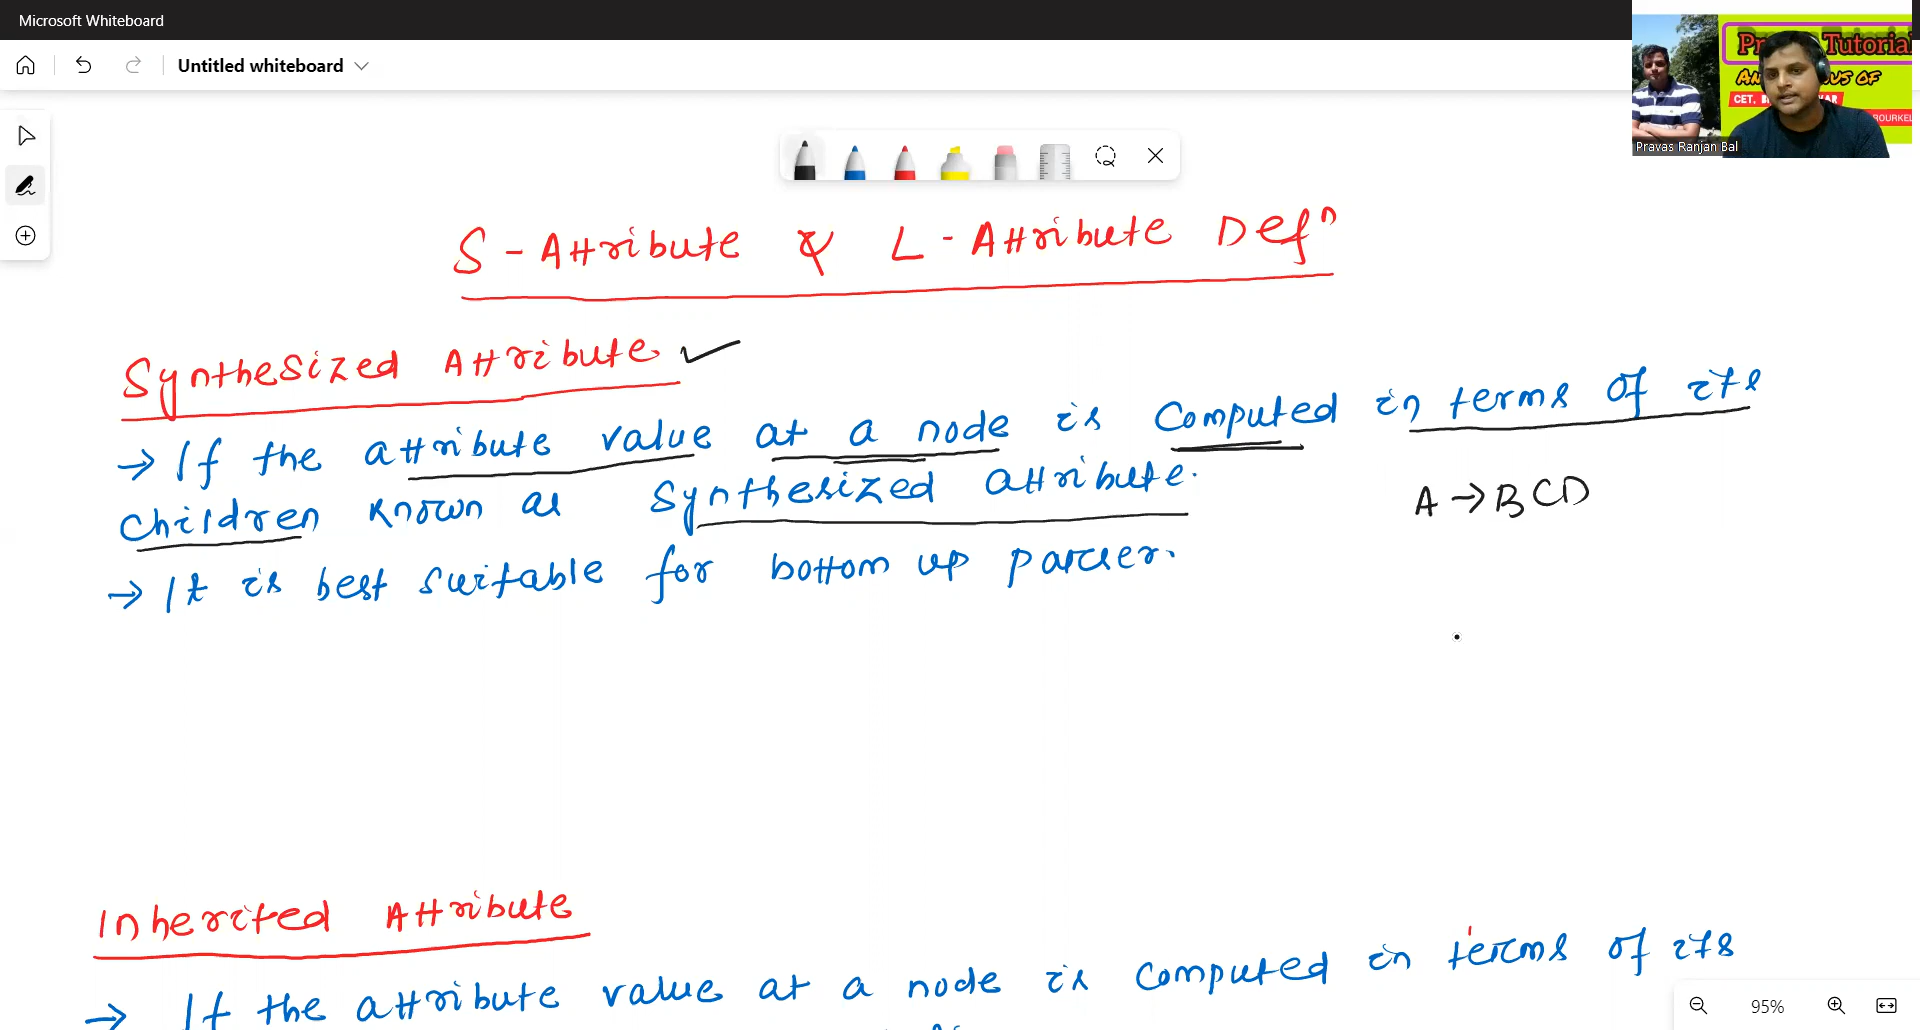 Microsoft Whiteboard
Untitled whiteboard
Tutorial
CET.
Pravas Ranjan Bal
S - Attribute & L - Attribute Defn
Synthesized Attribute ✓
→ If the attribute value at a node is computed in terms of its
children known as synthesized attribute.
A → BCD
→ It is best suitable for bottom up parser.
Inherited Attribute
→ If the attribute value at a node is computed in terms of its
95%